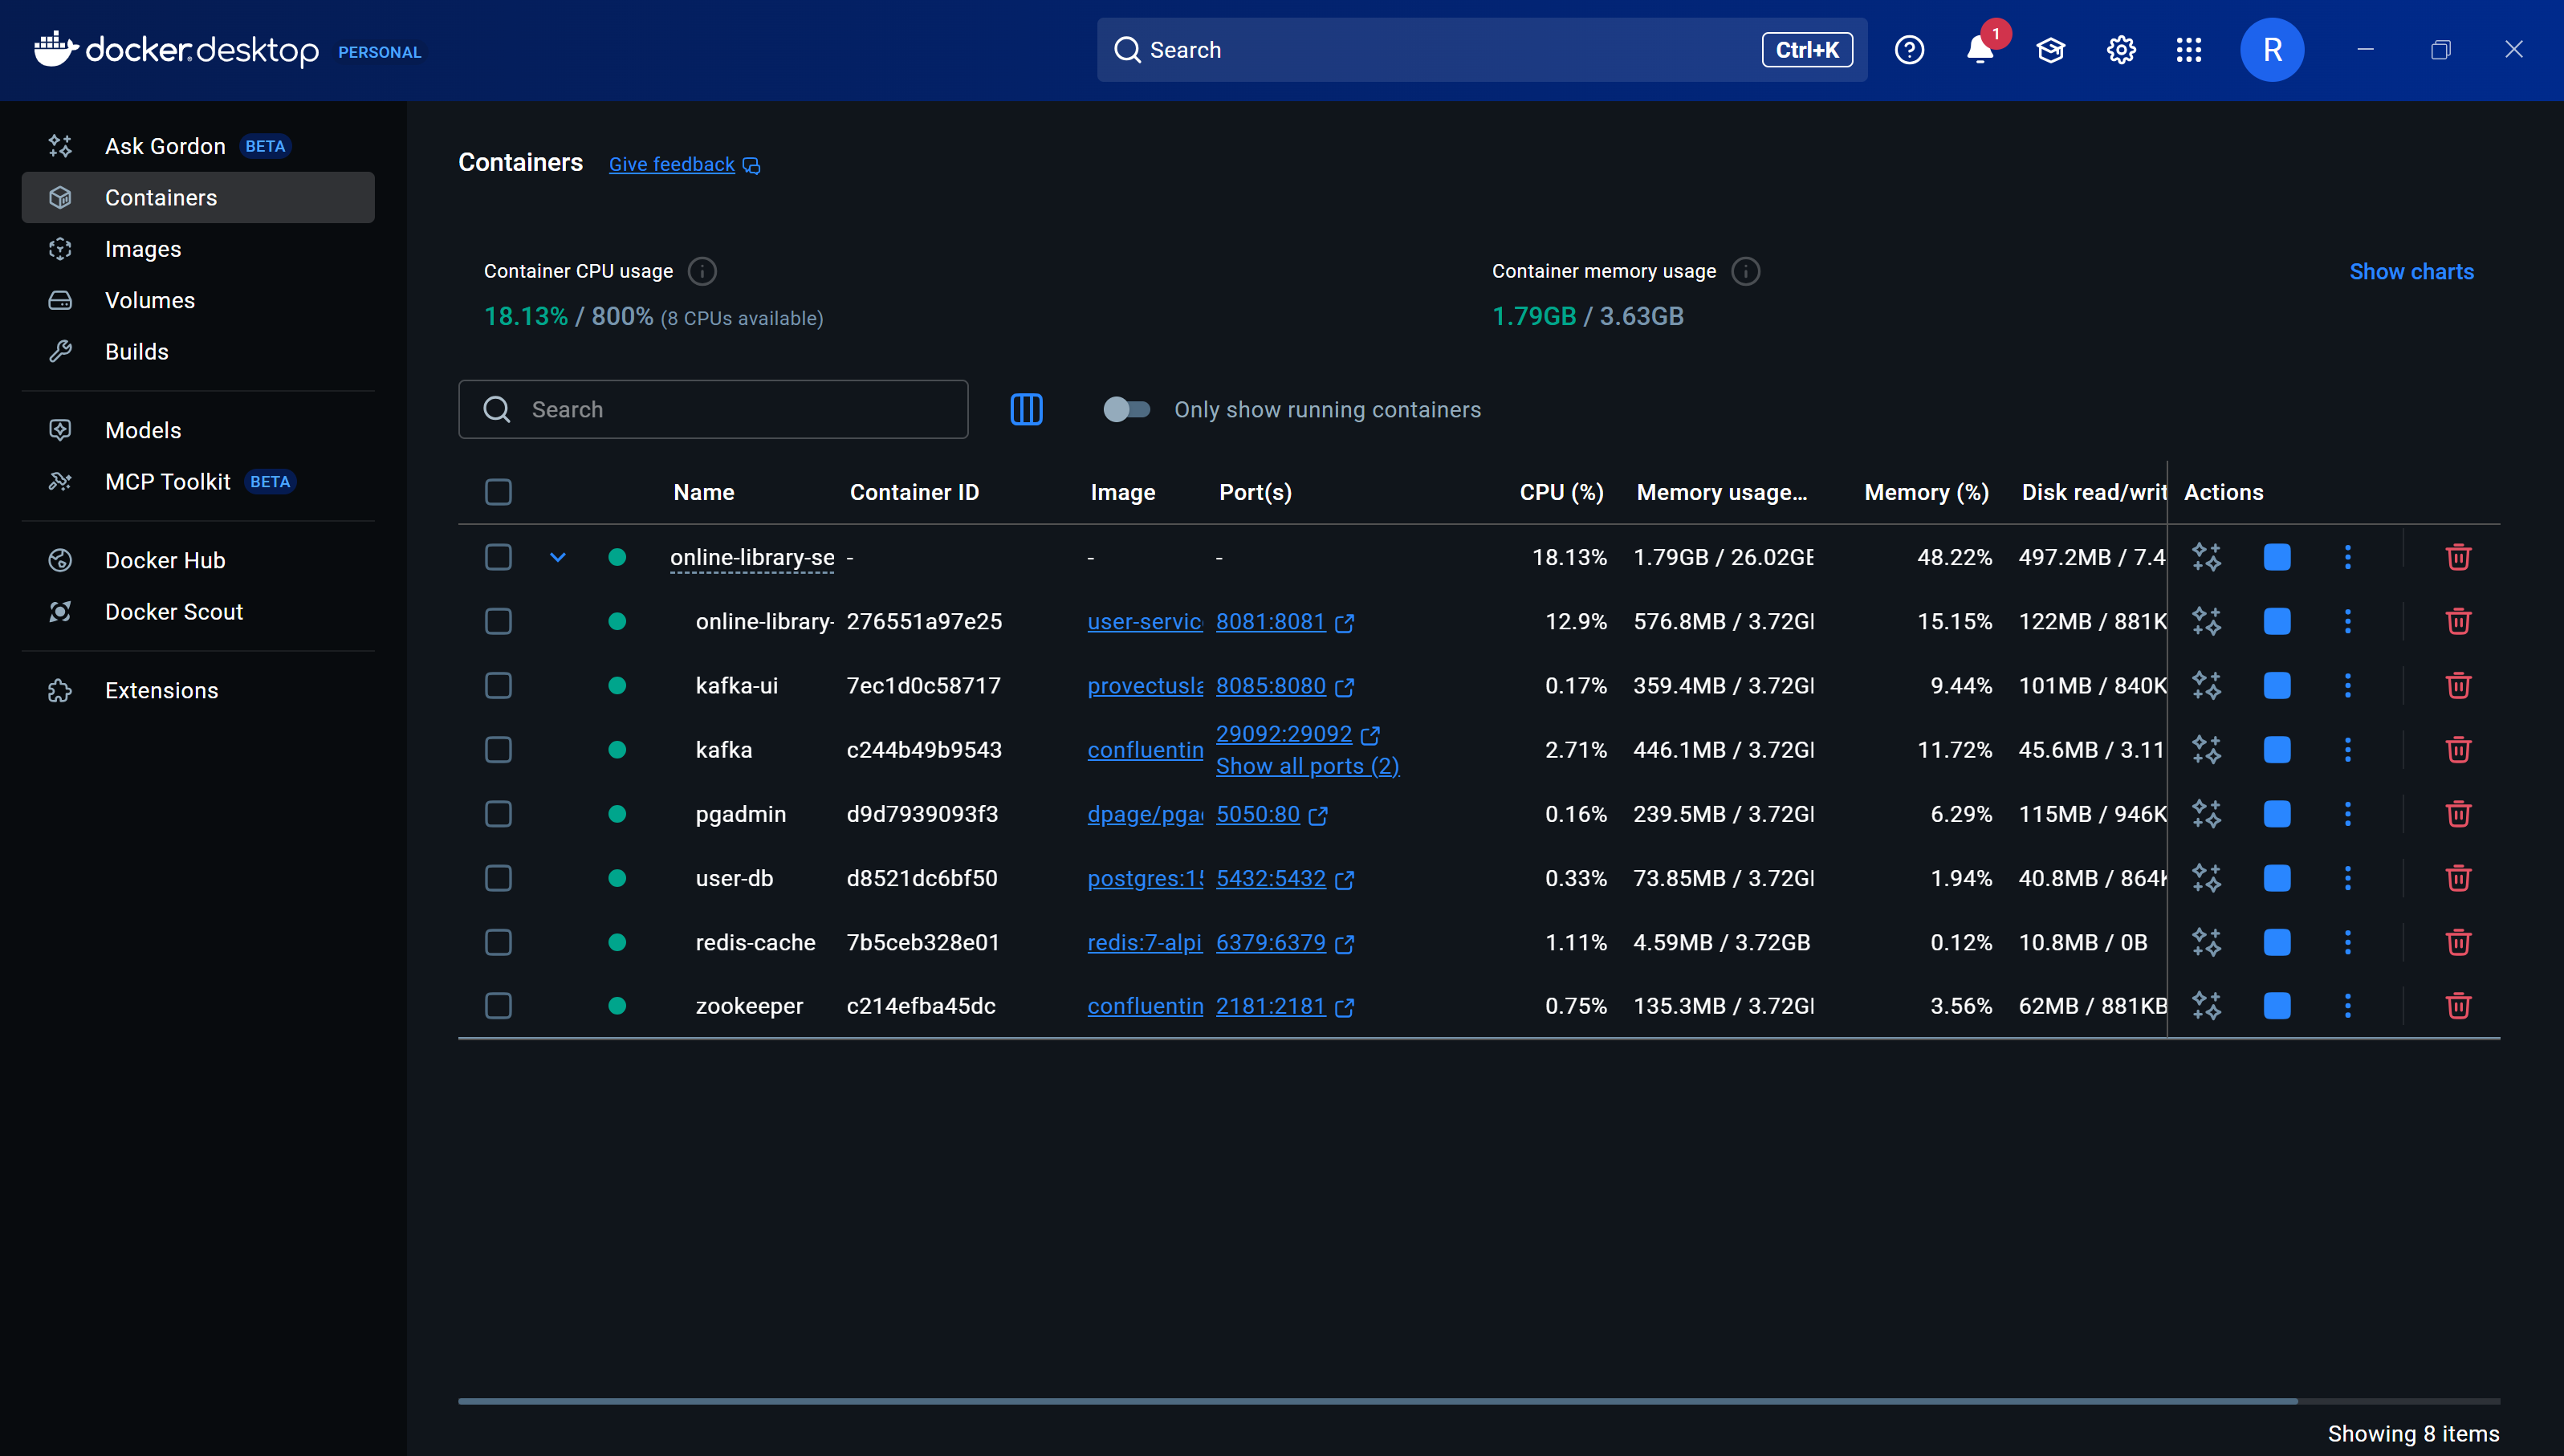 docker desktop PERSONAL
Search Ctrl+K
1
R
Ask Gordon BETA
Containers
Images
Volumes
Builds
Models
MCP Toolkit BETA
Docker Hub
Docker Scout
Extensions
Containers Give feedback
Container CPU usage
18.13% / 800% (8 CPUs available)
Container memory usage
1.79GB / 3.63GB
Show charts
Search
Only show running containers
Name Container ID Image Port(s) CPU (%) Memory usage... Memory (%) Disk read/writ Actions
online-library-se - - - 18.13% 1.79GB / 26.02GB 48.22% 497.2MB / 7.4
online-library- 276551a97e25 user-servic 8081:8081 12.9% 576.8MB / 3.72G 15.15% 122MB / 881K
kafka-ui 7ec1d0c58717 provectusla 8085:8080 0.17% 359.4MB / 3.72G 9.44% 101MB / 840K
kafka c244b49b9543 confluentin 29092:29092 2.71% 446.1MB / 3.72G 11.72% 45.6MB / 3.11
Show all ports (2)
pgadmin d9d7939093f3 dpage/pga 5050:80 0.16% 239.5MB / 3.72G 6.29% 115MB / 946K
user-db d8521dc6bf50 postgres:15 5432:5432 0.33% 73.85MB / 3.72G 1.94% 40.8MB / 864K
redis-cache 7b5ceb328e01 redis:7-alpi 6379:6379 1.11% 4.59MB / 3.72GB 0.12% 10.8MB / 0B
zookeeper c214efba45dc confluentin 2181:2181 0.75% 135.3MB / 3.72G 3.56% 62MB / 881KB
Showing 8 items